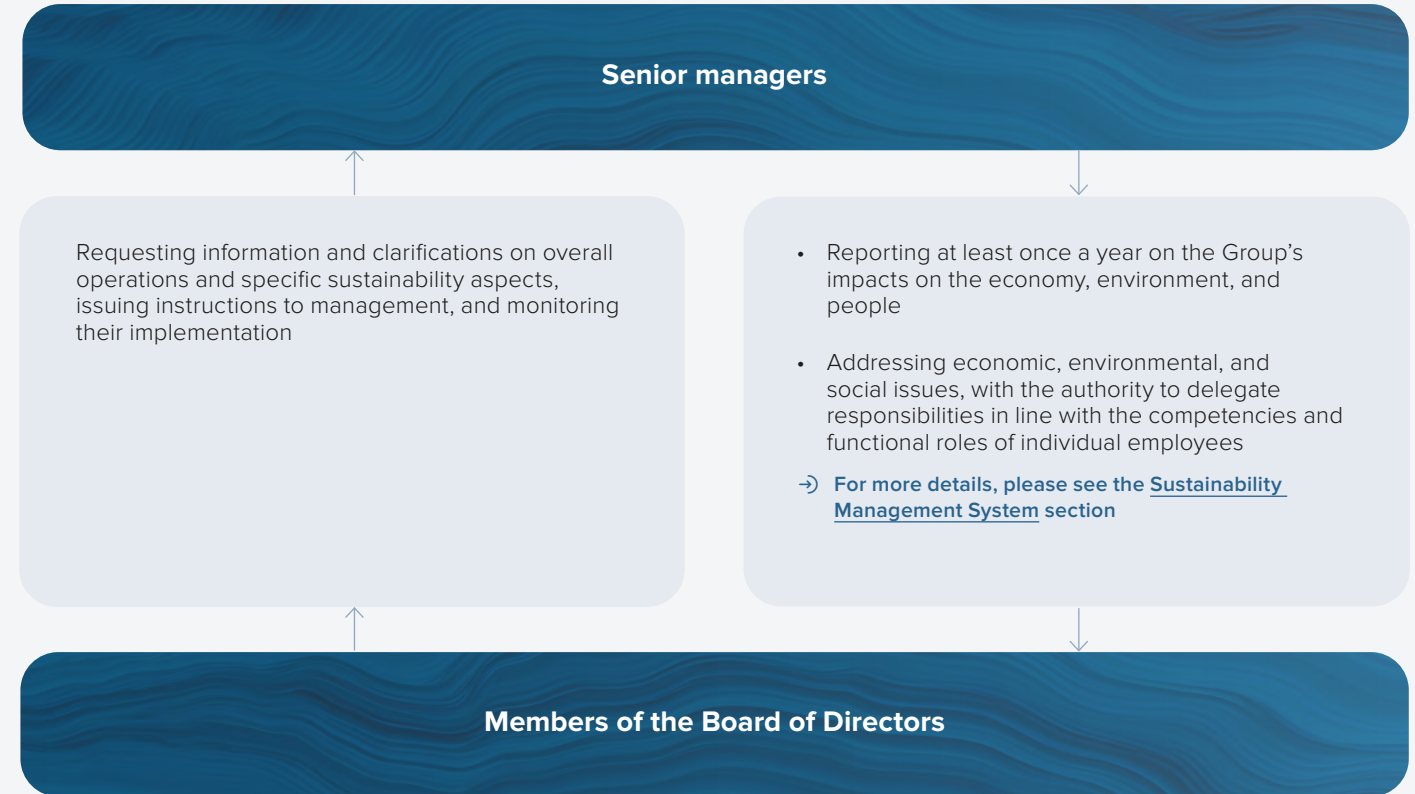 Senior managers
Requesting information and clarifications on overall
operations and specific sustainability aspects,
issuing instructions to management, and monitoring
their implementation
• Reporting at least once a year on the Group’s
impacts on the economy, environment, and
people
• Addressing economic, environmental, and
social issues, with the authority to delegate
responsibilities in line with the competencies and
functional roles of individual employees
For more details, please see the Sustainability
Management System section
Members of the Board of Directors